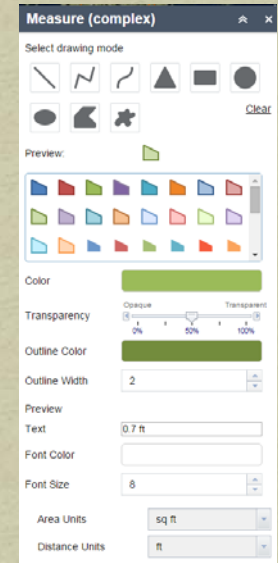 Measure (complex)
Select drawing mode
Clear
Preview:
Color
Transparency
Opaque Transparent
0% 50% 100%
Outline Color
Outline Width 2
Preview
Text 0.7 ft
Font Color
Font Size 8
Area Units sq ft
Distance Units ft